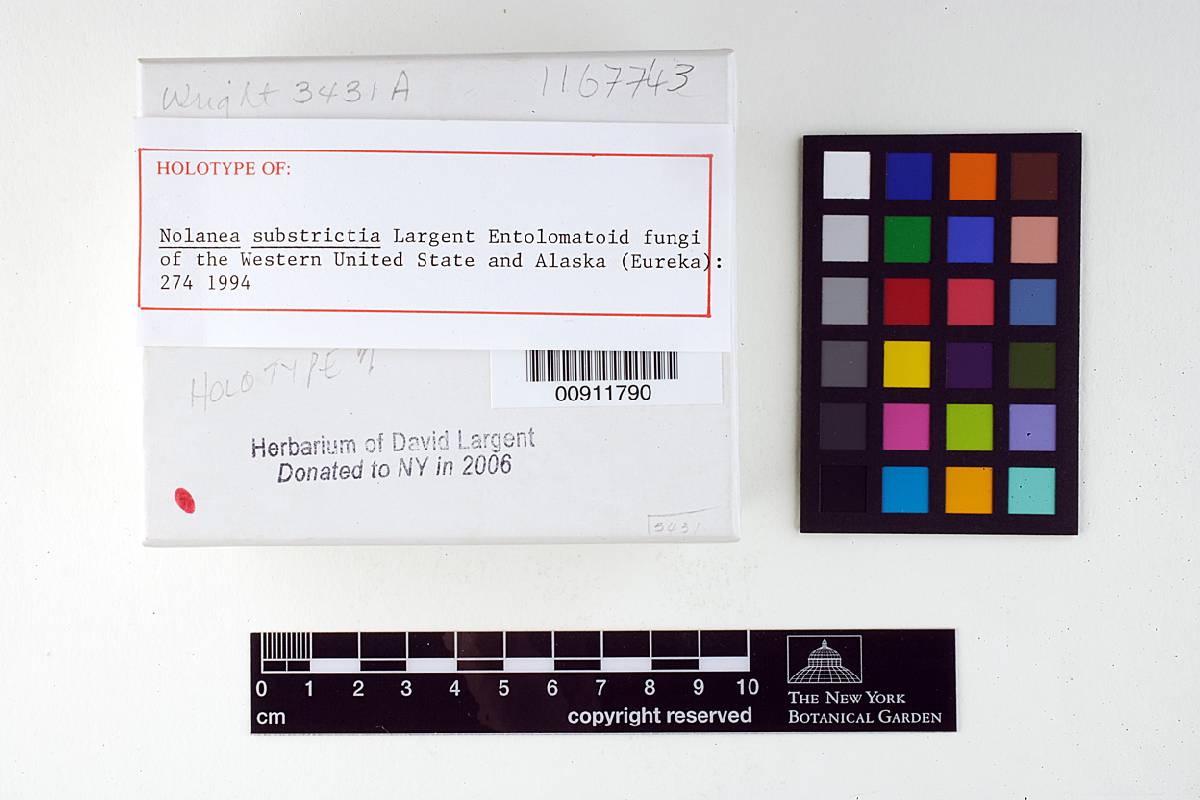 Wright 3431 A
1167743
HOLOTYPE OF:
Nolanea substrictia Largent Entolomatoid fungi
of the Western United State and Alaska (Eureka):
274 1994
HOLOTYPE
00911790
Herbarium of David Largent
Donated to NY in 2006
3431
0 1 2 3 4 5 6 7 8 9 10
cm
copyright reserved
THE NEW YORK
BOTANICAL GARDEN